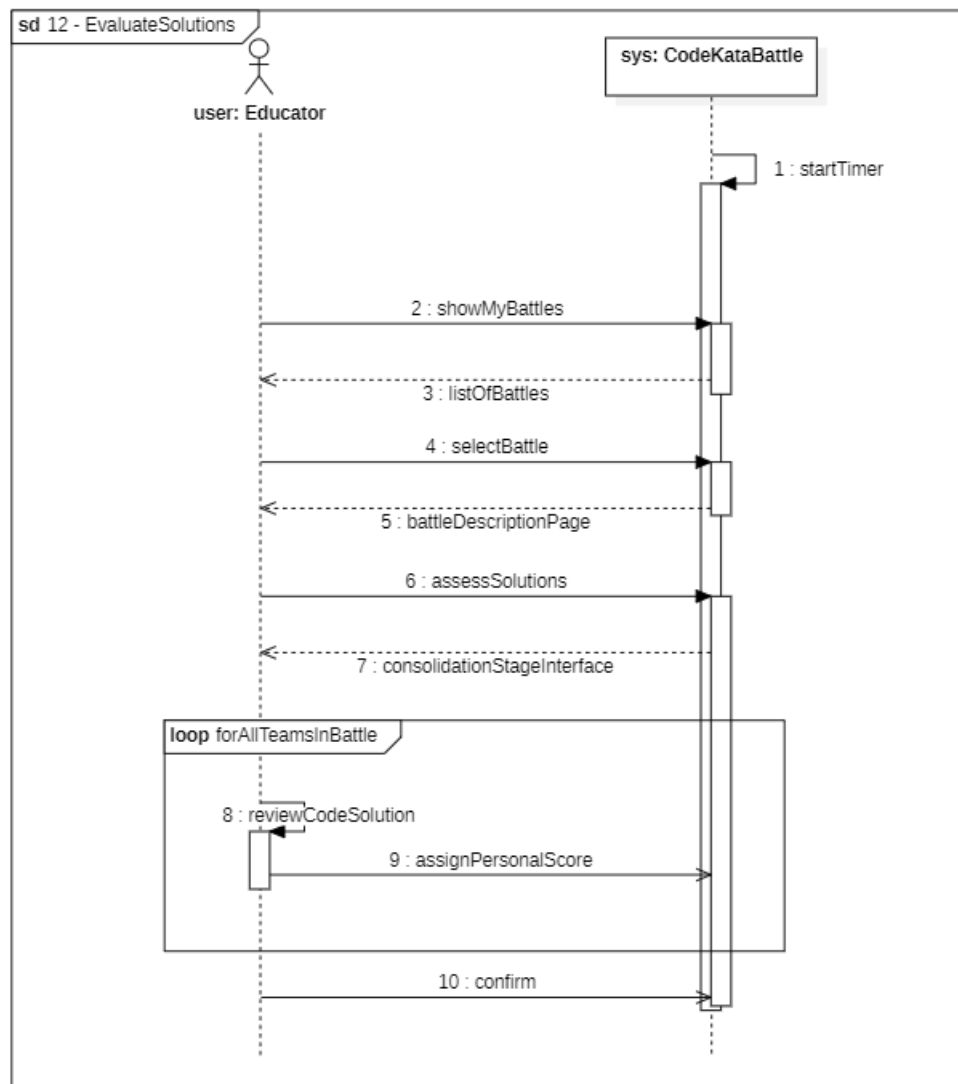 sd 12 - EvaluateSolutions
sys: CodeKataBattle
user: Educator
1 : startTimer
2 : showMyBattles
3 : listOfBattles
4 : selectBattle
5 : battleDescriptionPage
6 : assessSolutions
7 : consolidationStageInterface
loop forAllTeamsInBattle
8 : reviewCodeSolution
9 : assignPersonalScore
10 : confirm